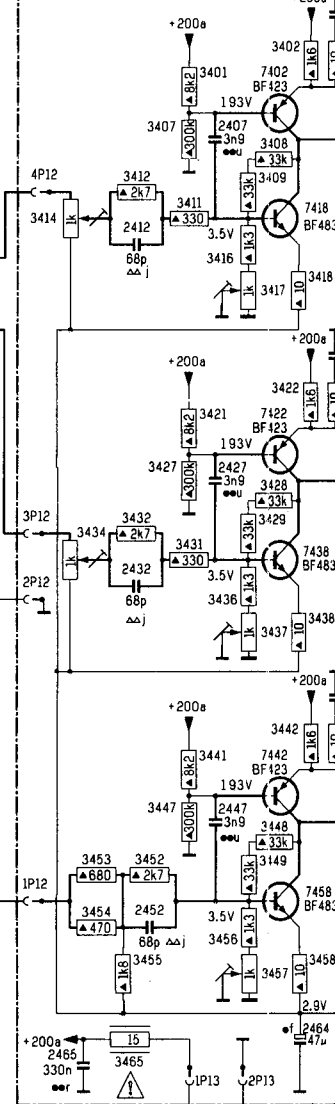 +200a
3402
1k6
3401
8k2
7402
BF423
193V
3407
300k
2407
3n9
●●u
3408
33k
3409
33k
4P12
3412
2k7
3411
330
7418
BF483
3414
1k
2412
68p
△△j
3.5V
3416
1k3
3417
1k
3418
10
+200a
+200a
3422
1k6
3421
8k2
7422
BF423
193V
3427
300k
2427
3n9
●●u
3428
33k
3429
33k
3P12
3432
2k7
3431
330
7438
BF483
3434
1k
2432
68p
△△j
3.5V
3436
1k3
2P12
3437
1k
3438
10
+200a
+200a
3442
1k6
3441
8k2
7442
BF423
193V
3447
300k
2447
3n9
●●u
3448
33k
3449
33k
3453
680
3452
2k7
1P12
7458
BF483
3454
470
2452
68p △△j
3.5V
3456
1k3
3455
1k8
3457
1k
3458
10
2.9V
+200a
15
3465
2465
330n
●●r
●f 2464
47µ
1P13
2P13